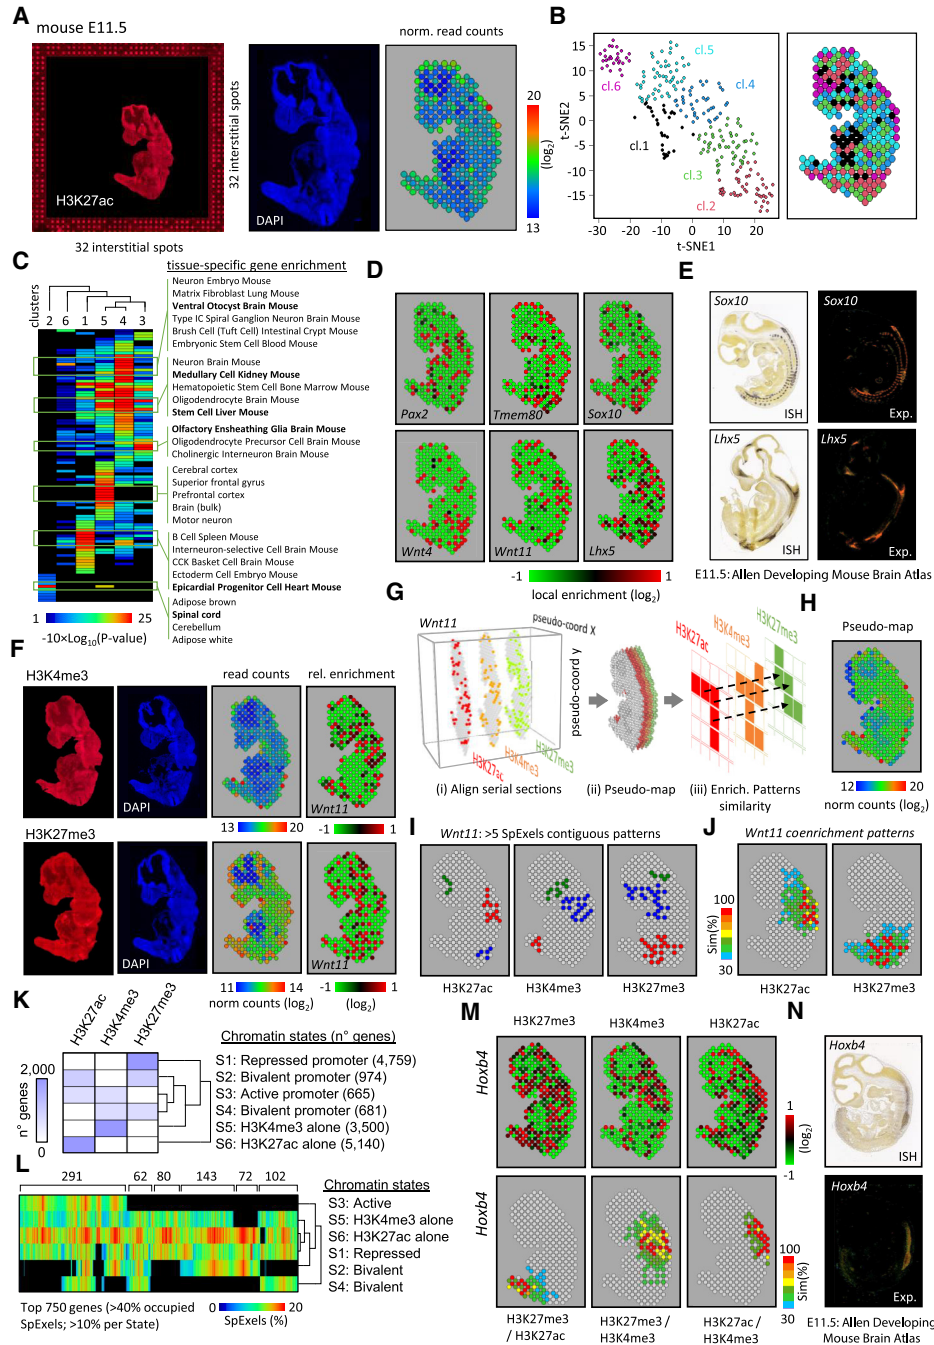 A
mouse E11.5
norm. read counts
H3K27ac
32 interstitial spots
32 interstitial spots
DAPI
20
(log2)
13
B
t-SNE2
15
10
5
0
-5
-10
-15
-30
-20
-10
0
10
20
t-SNE1
cl.5
cl.6
cl.4
cl.1
cl.3
cl.2
C
clusters
2 6 1 5 4 3
tissue-specific gene enrichment
Neuron Embryo Mouse
Matrix Fibroblast Lung Mouse
Ventral Otocyst Brain Mouse
Type IC Spiral Ganglion Neuron Brain Mouse
Brush Cell (Tuft Cell) Intestinal Crypt Mouse
Embryonic Stem Cell Blood Mouse
Neuron Brain Mouse
Medullary Cell Kidney Mouse
Hematopoietic Stem Cell Bone Marrow Mouse
Oligodendrocyte Brain Mouse
Stem Cell Liver Mouse
Olfactory Ensheathing Glia Brain Mouse
Oligodendrocyte Precursor Cell Brain Mouse
Cholinergic Interneuron Brain Mouse
Cerebral cortex
Superior frontal gyrus
Prefrontal cortex
Brain (bulk)
Motor neuron
B Cell Spleen Mouse
Interneuron-selective Cell Brain Mouse
CCK Basket Cell Brain Mouse
Ectoderm Cell Embryo Mouse
Epicardial Progenitor Cell Heart Mouse
Adipose brown
Spinal cord
Cerebellum
Adipose white
1
25
-10×Log10(P-value)
D
Pax2
Tmem80
Sox10
Wnt4
Wnt11
Lhx5
-1
1
local enrichment (log2)
E
Sox10
ISH
Sox10
Exp.
Lhx5
ISH
Lhx5
Exp.
E11.5: Allen Developing Mouse Brain Atlas
F
H3K4me3
DAPI
read counts
rel. enrichment
13
20
-1
1
Wnt11
H3K27me3
DAPI
11
14
norm counts (log2)
-1
1
(log2)
Wnt11
G
Wnt11
pseudo-coord X
pseudo-coord y
H3K27ac
H3K4me3
H3K27me3
(i) Align serial sections
(ii) Pseudo-map
H3K27ac
H3K4me3
H3K27me3
(iii) Enrich. Patterns
similarity
H
Pseudo-map
12
20
norm counts (log2)
I
Wnt11: >5 SpExels contiguous patterns
H3K27ac
H3K4me3
H3K27me3
J
Wnt11 coenrichment patterns
100
Sim(%)
30
H3K27ac
H3K27me3
K
H3K27ac
H3K4me3
H3K27me3
2,000
n° genes
0
Chromatin states (n° genes)
S1: Repressed promoter (4,759)
S2: Bivalent promoter (974)
S3: Active promoter (665)
S4: Bivalent promoter (681)
S5: H3K4me3 alone (3,500)
S6: H3K27ac alone (5,140)
L
291
62
80
143
72
102
Chromatin states
S3: Active
S5: H3K4me3 alone
S6: H3K27ac alone
S1: Repressed
S2: Bivalent
S4: Bivalent
Top 750 genes (>40% occupied
SpExels; >10% per State)
0
20
SpExels (%)
M
H3K27me3
H3K4me3
H3K27ac
Hoxb4
1
(log2)
-1
Hoxb4
100
Sim(%)
30
H3K27me3
/ H3K27ac
H3K27me3 /
H3K4me3
H3K27ac /
H3K4me3
N
Hoxb4
ISH
Hoxb4
Exp.
E11.5: Allen Developing
Mouse Brain Atlas